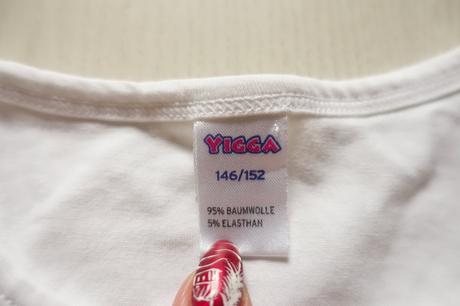 YIGGA
146/152
95% BAUMWOLLE
5% ELASTHAN